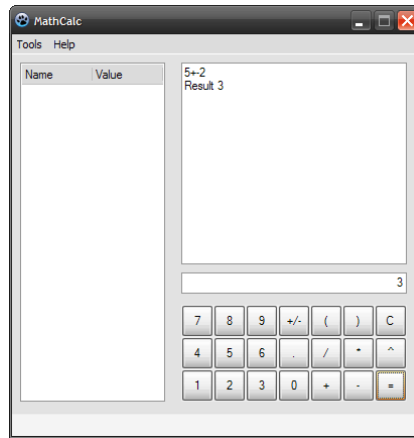 MathCalc
Tools Help
Name Value
5+-2
Result 3
3
7 8 9 +/- ( ) C
4 5 6 . / * ^
1 2 3 0 + - =